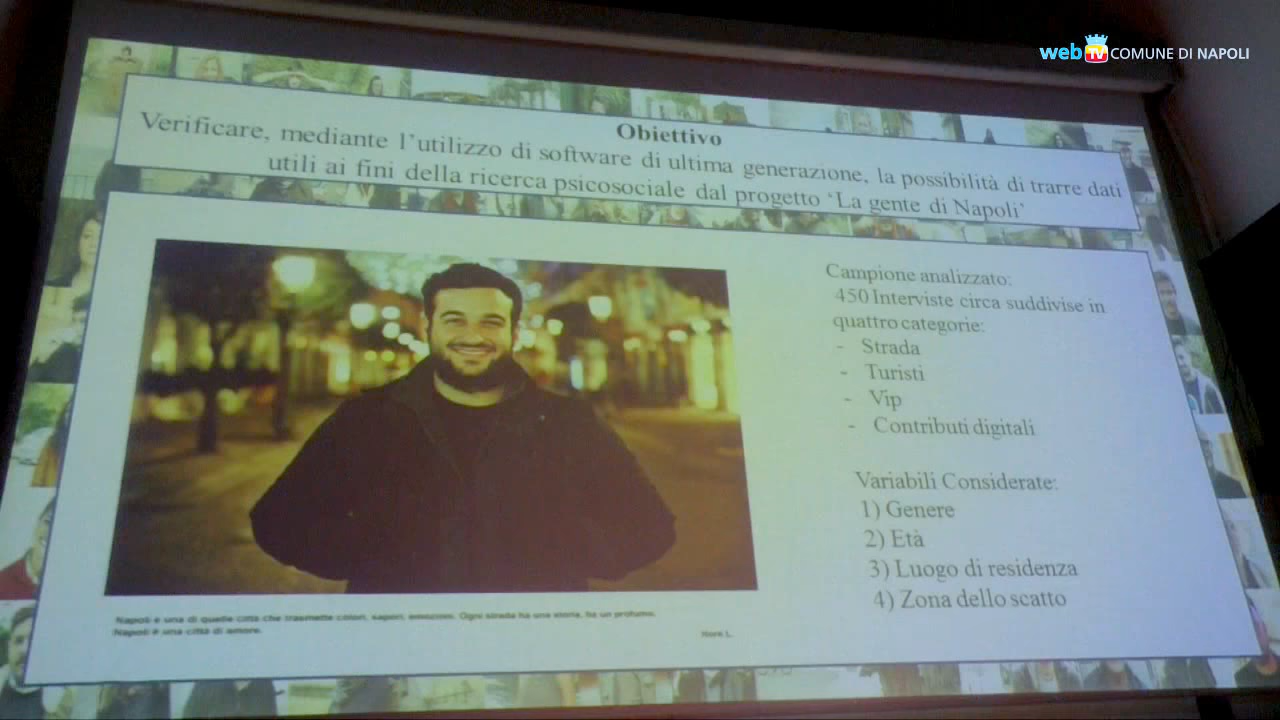 web TV COMUNE DI NAPOLI
Obiettivo
Verificare, mediante l'utilizzo di software di ultima generazione, la possibilità di trarre dati
utili ai fini della ricerca psicosociale dal progetto 'La gente di Napoli'
Campione analizzato:
450 Interviste circa suddivise in
quattro categorie:
- Strada
- Turisti
- Vip
- Contributi digitali
Variabili Considerate:
1) Genere
2) Età
3) Luogo di residenza
4) Zona dello scatto
Napoli è una di quelle città che trasmette colori, sapori, emozioni. Ogni strada ha una storia, ha un profumo.
Napoli è una città di amore.